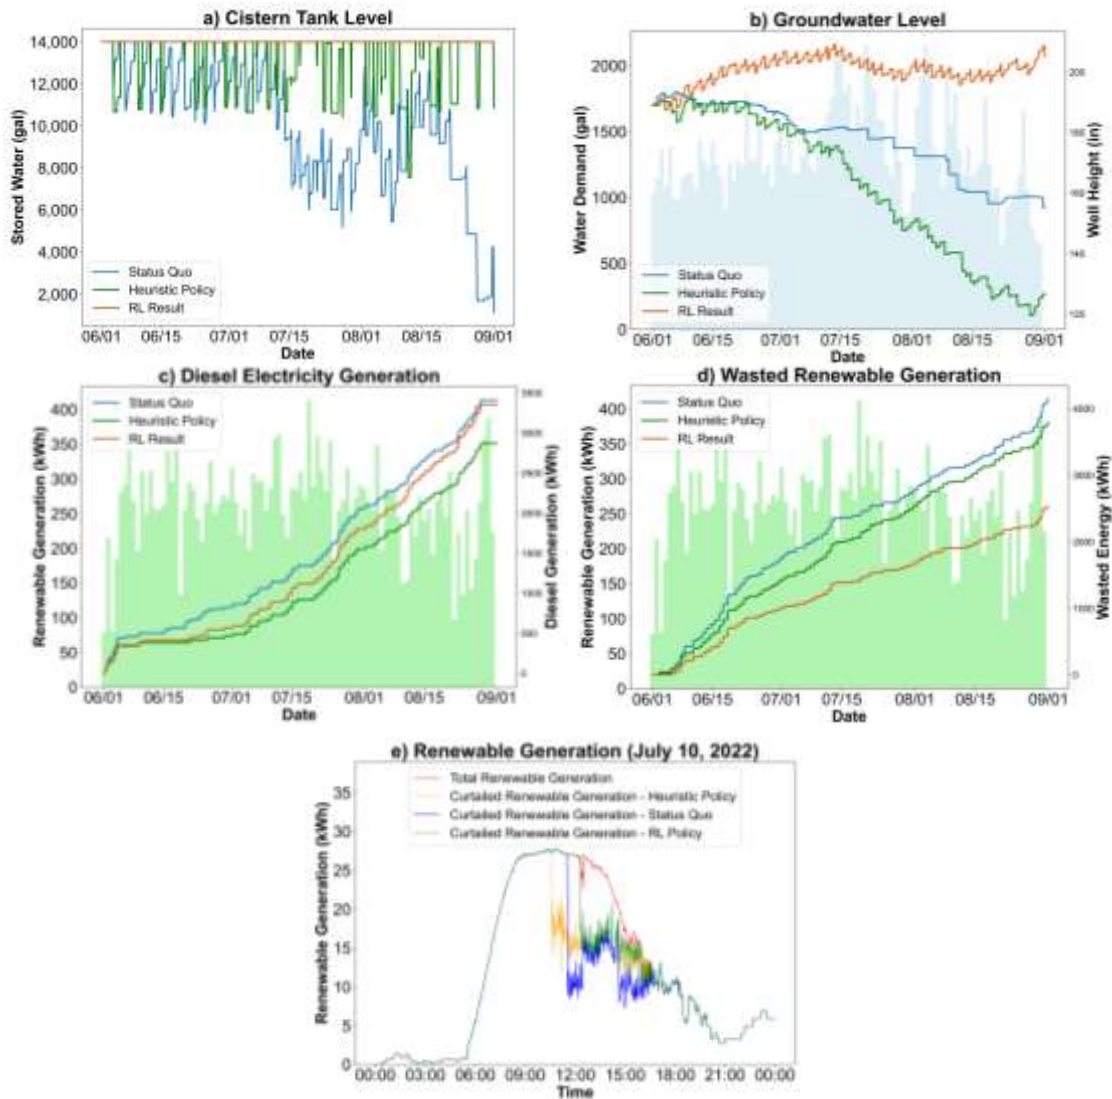 a) Cistern Tank Level
14,000
12,000
10,000
8,000
6,000
4,000
2,000
Stored Water (gal)
Status Quo
Heuristic Policy
RL Result
06/01 06/15 07/01 07/15 08/01 08/15 09/01
Date
b) Groundwater Level
2000
1500
1000
500
0
Water Demand (gal)
200
180
160
140
120
Well Height (in)
Status Quo
Heuristic Policy
RL Result
06/01 06/15 07/01 07/15 08/01 08/15 09/01
Date
c) Diesel Electricity Generation
400
350
300
250
200
150
100
50
0
Renewable Generation (kWh)
Status Quo
Heuristic Policy
RL Result
Diesel Generation (kWh)
06/01 06/15 07/01 07/15 08/01 08/15 09/01
Date
d) Wasted Renewable Generation
400
350
300
250
200
150
100
50
0
Renewable Generation (kWh)
Status Quo
Heuristic Policy
RL Result
4000
3000
2000
1000
0
Wasted Energy (kWh)
06/01 06/15 07/01 07/15 08/01 08/15 09/01
Date
e) Renewable Generation (July 10, 2022)
35
30
25
20
15
10
5
0
Renewable Generation (kWh)
Total Renewable Generation
Curtailed Renewable Generation - Heuristic Policy
Curtailed Renewable Generation - Status Quo
Curtailed Renewable Generation - RL Policy
00:00 03:00 06:00 09:00 12:00 15:00 18:00 21:00 00:00
Time